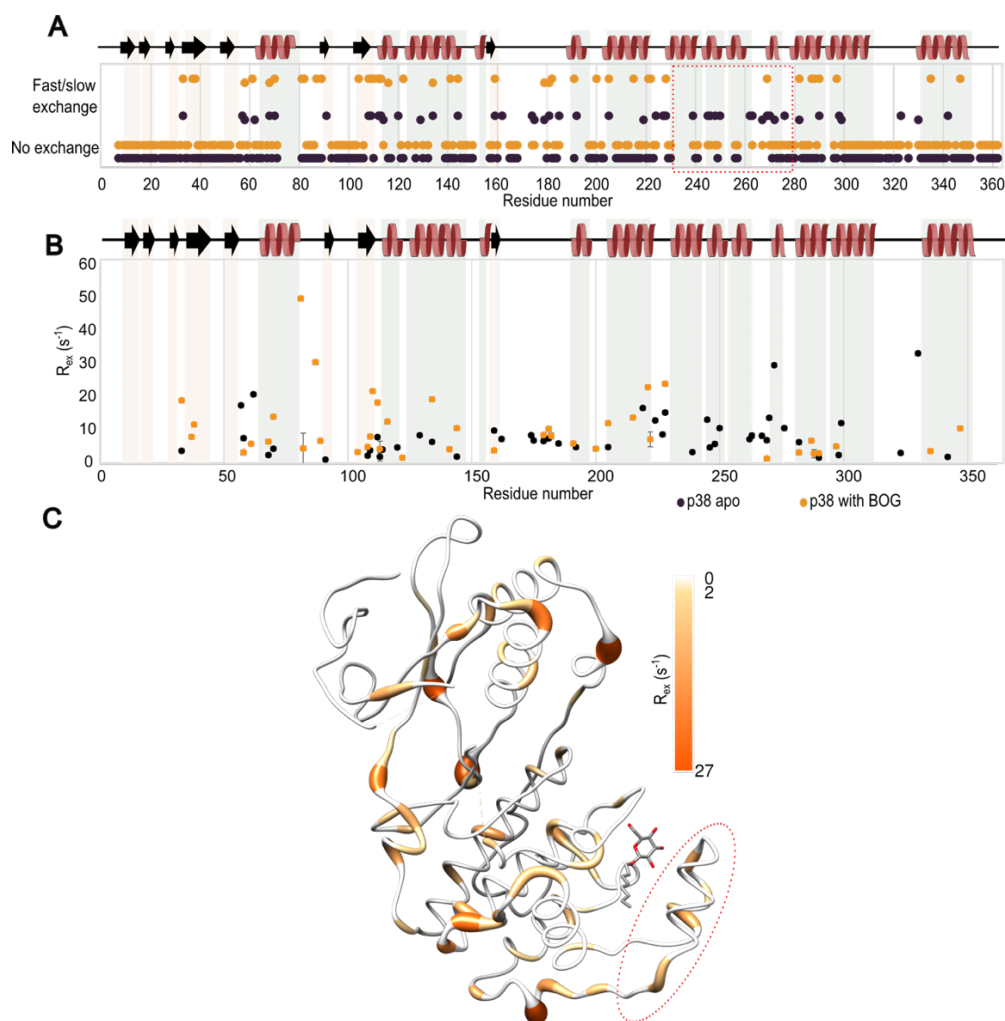 A
Fast/slow
exchange
No exchange
0 20 40 60 80 100 120 140 160 180 200 220 240 260 280 300 320 340 360
Residue number
B
60
50
40
30
20
10
0
R_ex (s⁻¹)
0 50 100 150 200 250 300 350
Residue number
p38 apo p38 with BOG
C
0
2
R_ex (s⁻¹)
27